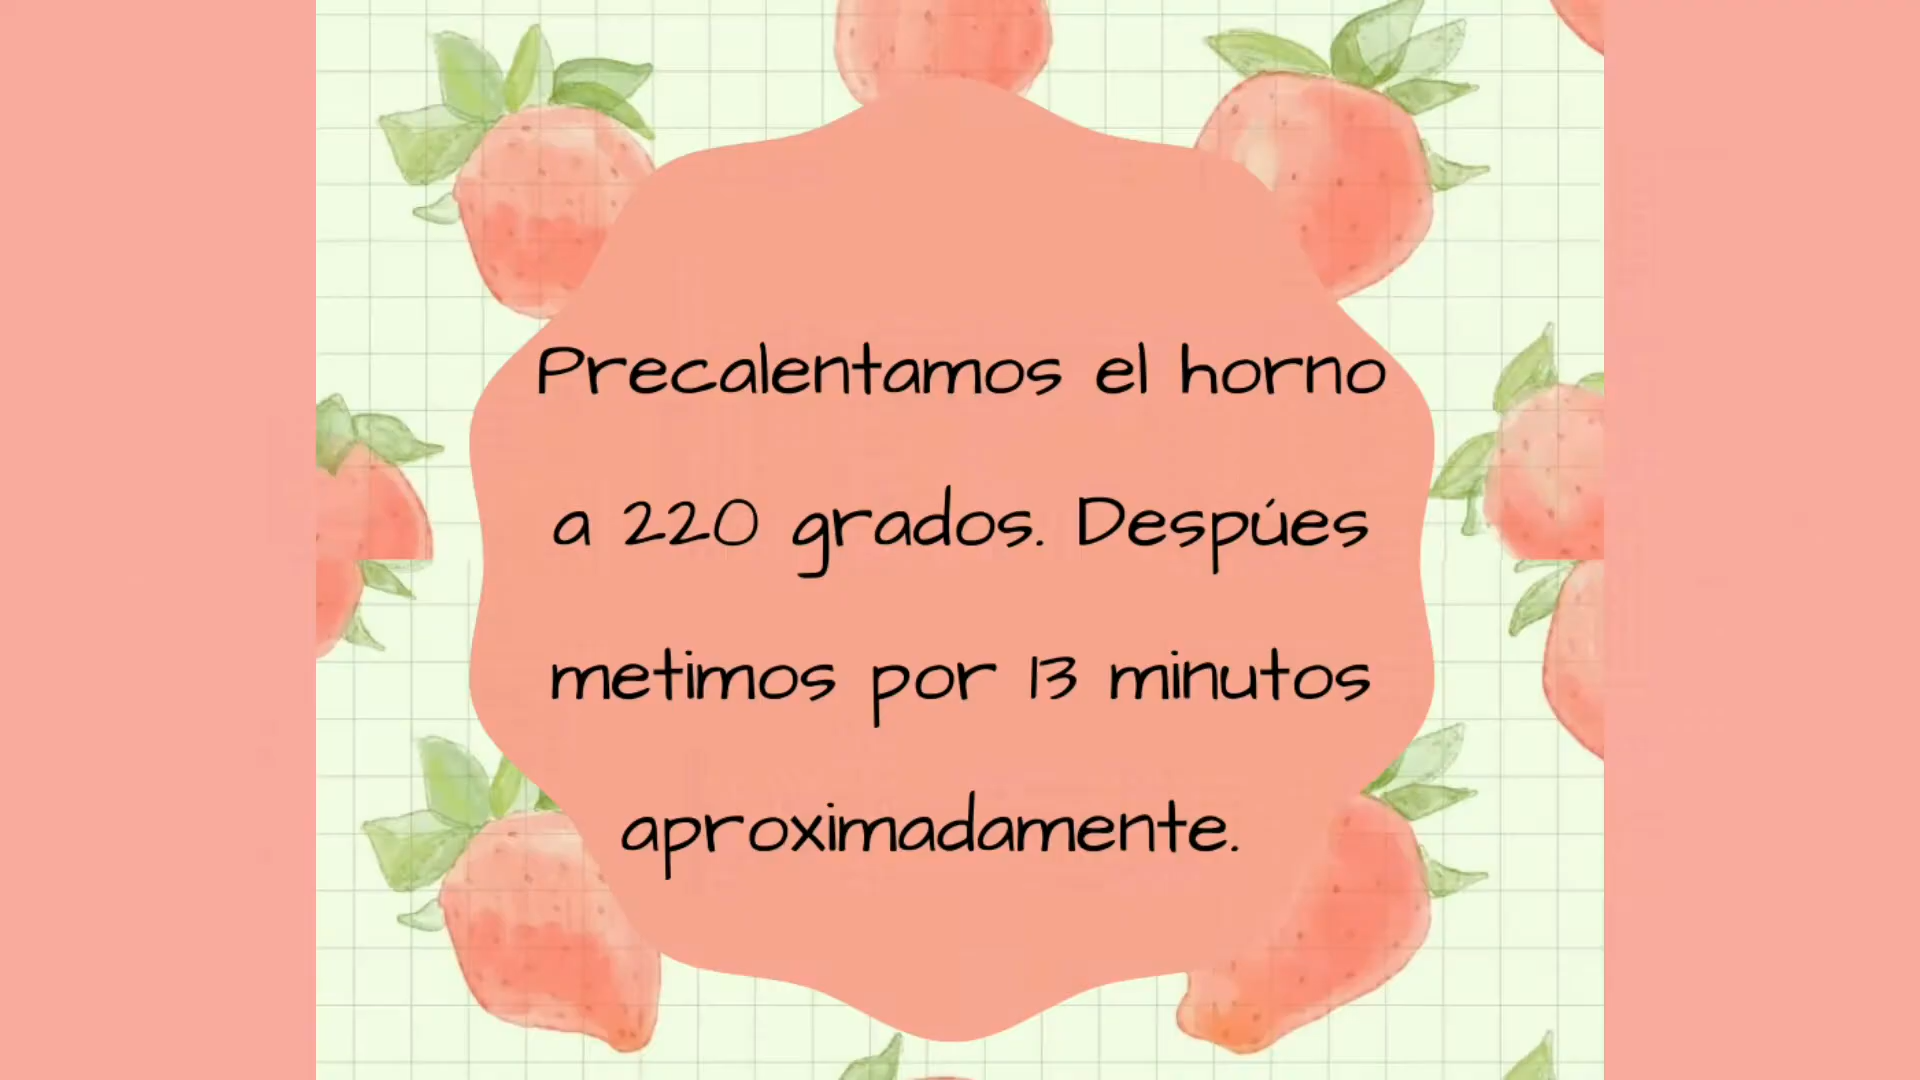 Precalentamos el horno
a 220 grados. Despúes
metimos por 13 minutos
aproximadamente.